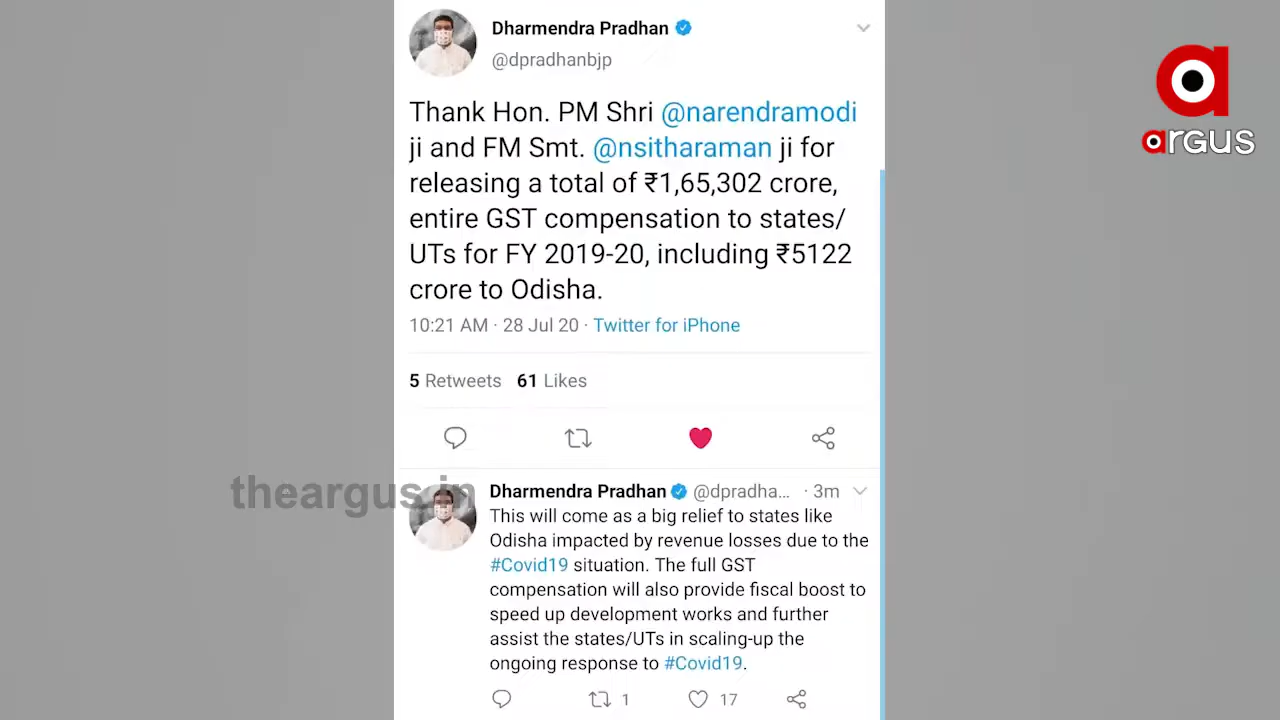 Dharmendra Pradhan
@dpradhanbjp
Thank Hon. PM Shri @narendramodi
ji and FM Smt. @nsitharaman ji for
releasing a total of ₹1,65,302 crore,
entire GST compensation to states/
UTs for FY 2019-20, including ₹5122
crore to Odisha.
10:21 AM · 28 Jul 20 · Twitter for iPhone
5 Retweets 61 Likes
Dharmendra Pradhan @dpradha... · 3m
This will come as a big relief to states like
Odisha impacted by revenue losses due to the
#Covid19 situation. The full GST
compensation will also provide fiscal boost to
speed up development works and further
assist the states/UTs in scaling-up the
ongoing response to #Covid19.
1 17
theargus.in
a
argus